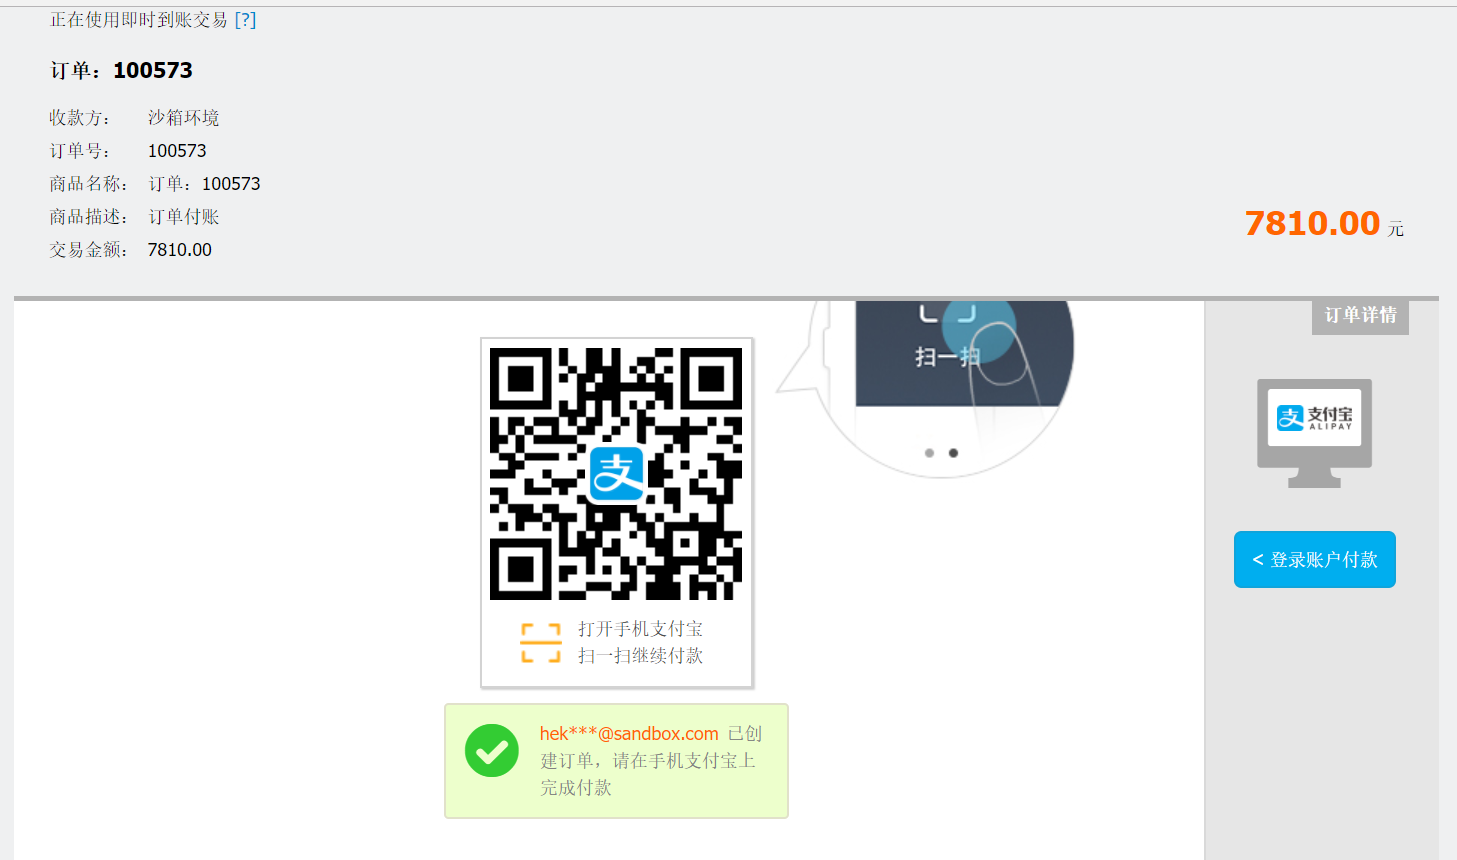 正在使用即时到账交易 [?]
订单：100573
收款方： 沙箱环境
订单号： 100573
商品名称： 订单：100573
商品描述： 订单付账
交易金额： 7810.00
7810.00 元
订单详情
扫一扫
支
支 支付宝
ALIPAY
< 登录账户付款
打开手机支付宝
扫一扫继续付款
hek***@sandbox.com 已创
建订单，请在手机支付宝上
完成付款